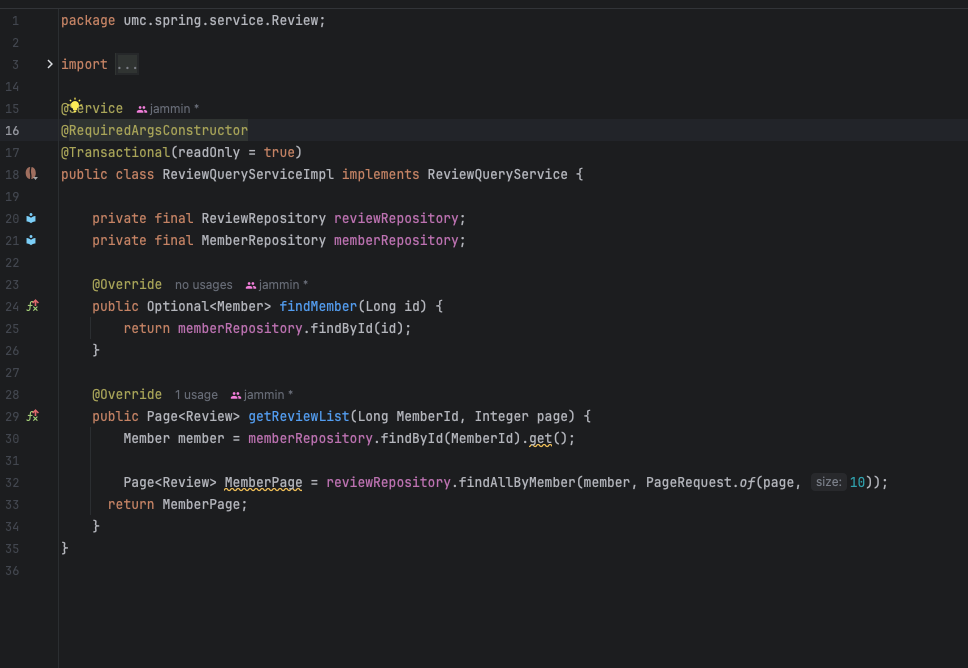 1 package umc.spring.service.Review;
2
3 import ...
14
15 @Service jammin *
16 @RequiredArgsConstructor
17 @Transactional(readOnly = true)
18 public class ReviewQueryServiceImpl implements ReviewQueryService {
19
20 private final ReviewRepository reviewRepository;
21 private final MemberRepository memberRepository;
22
23 @Override no usages jammin *
24 public Optional<Member> findMember(Long id) {
25 return memberRepository.findById(id);
26 }
27
28 @Override 1 usage jammin *
29 public Page<Review> getReviewList(Long MemberId, Integer page) {
30 Member member = memberRepository.findById(MemberId).get();
31
32 Page<Review> MemberPage = reviewRepository.findAllByMember(member, PageRequest.of(page, size: 10));
33 return MemberPage;
34 }
35 }
36